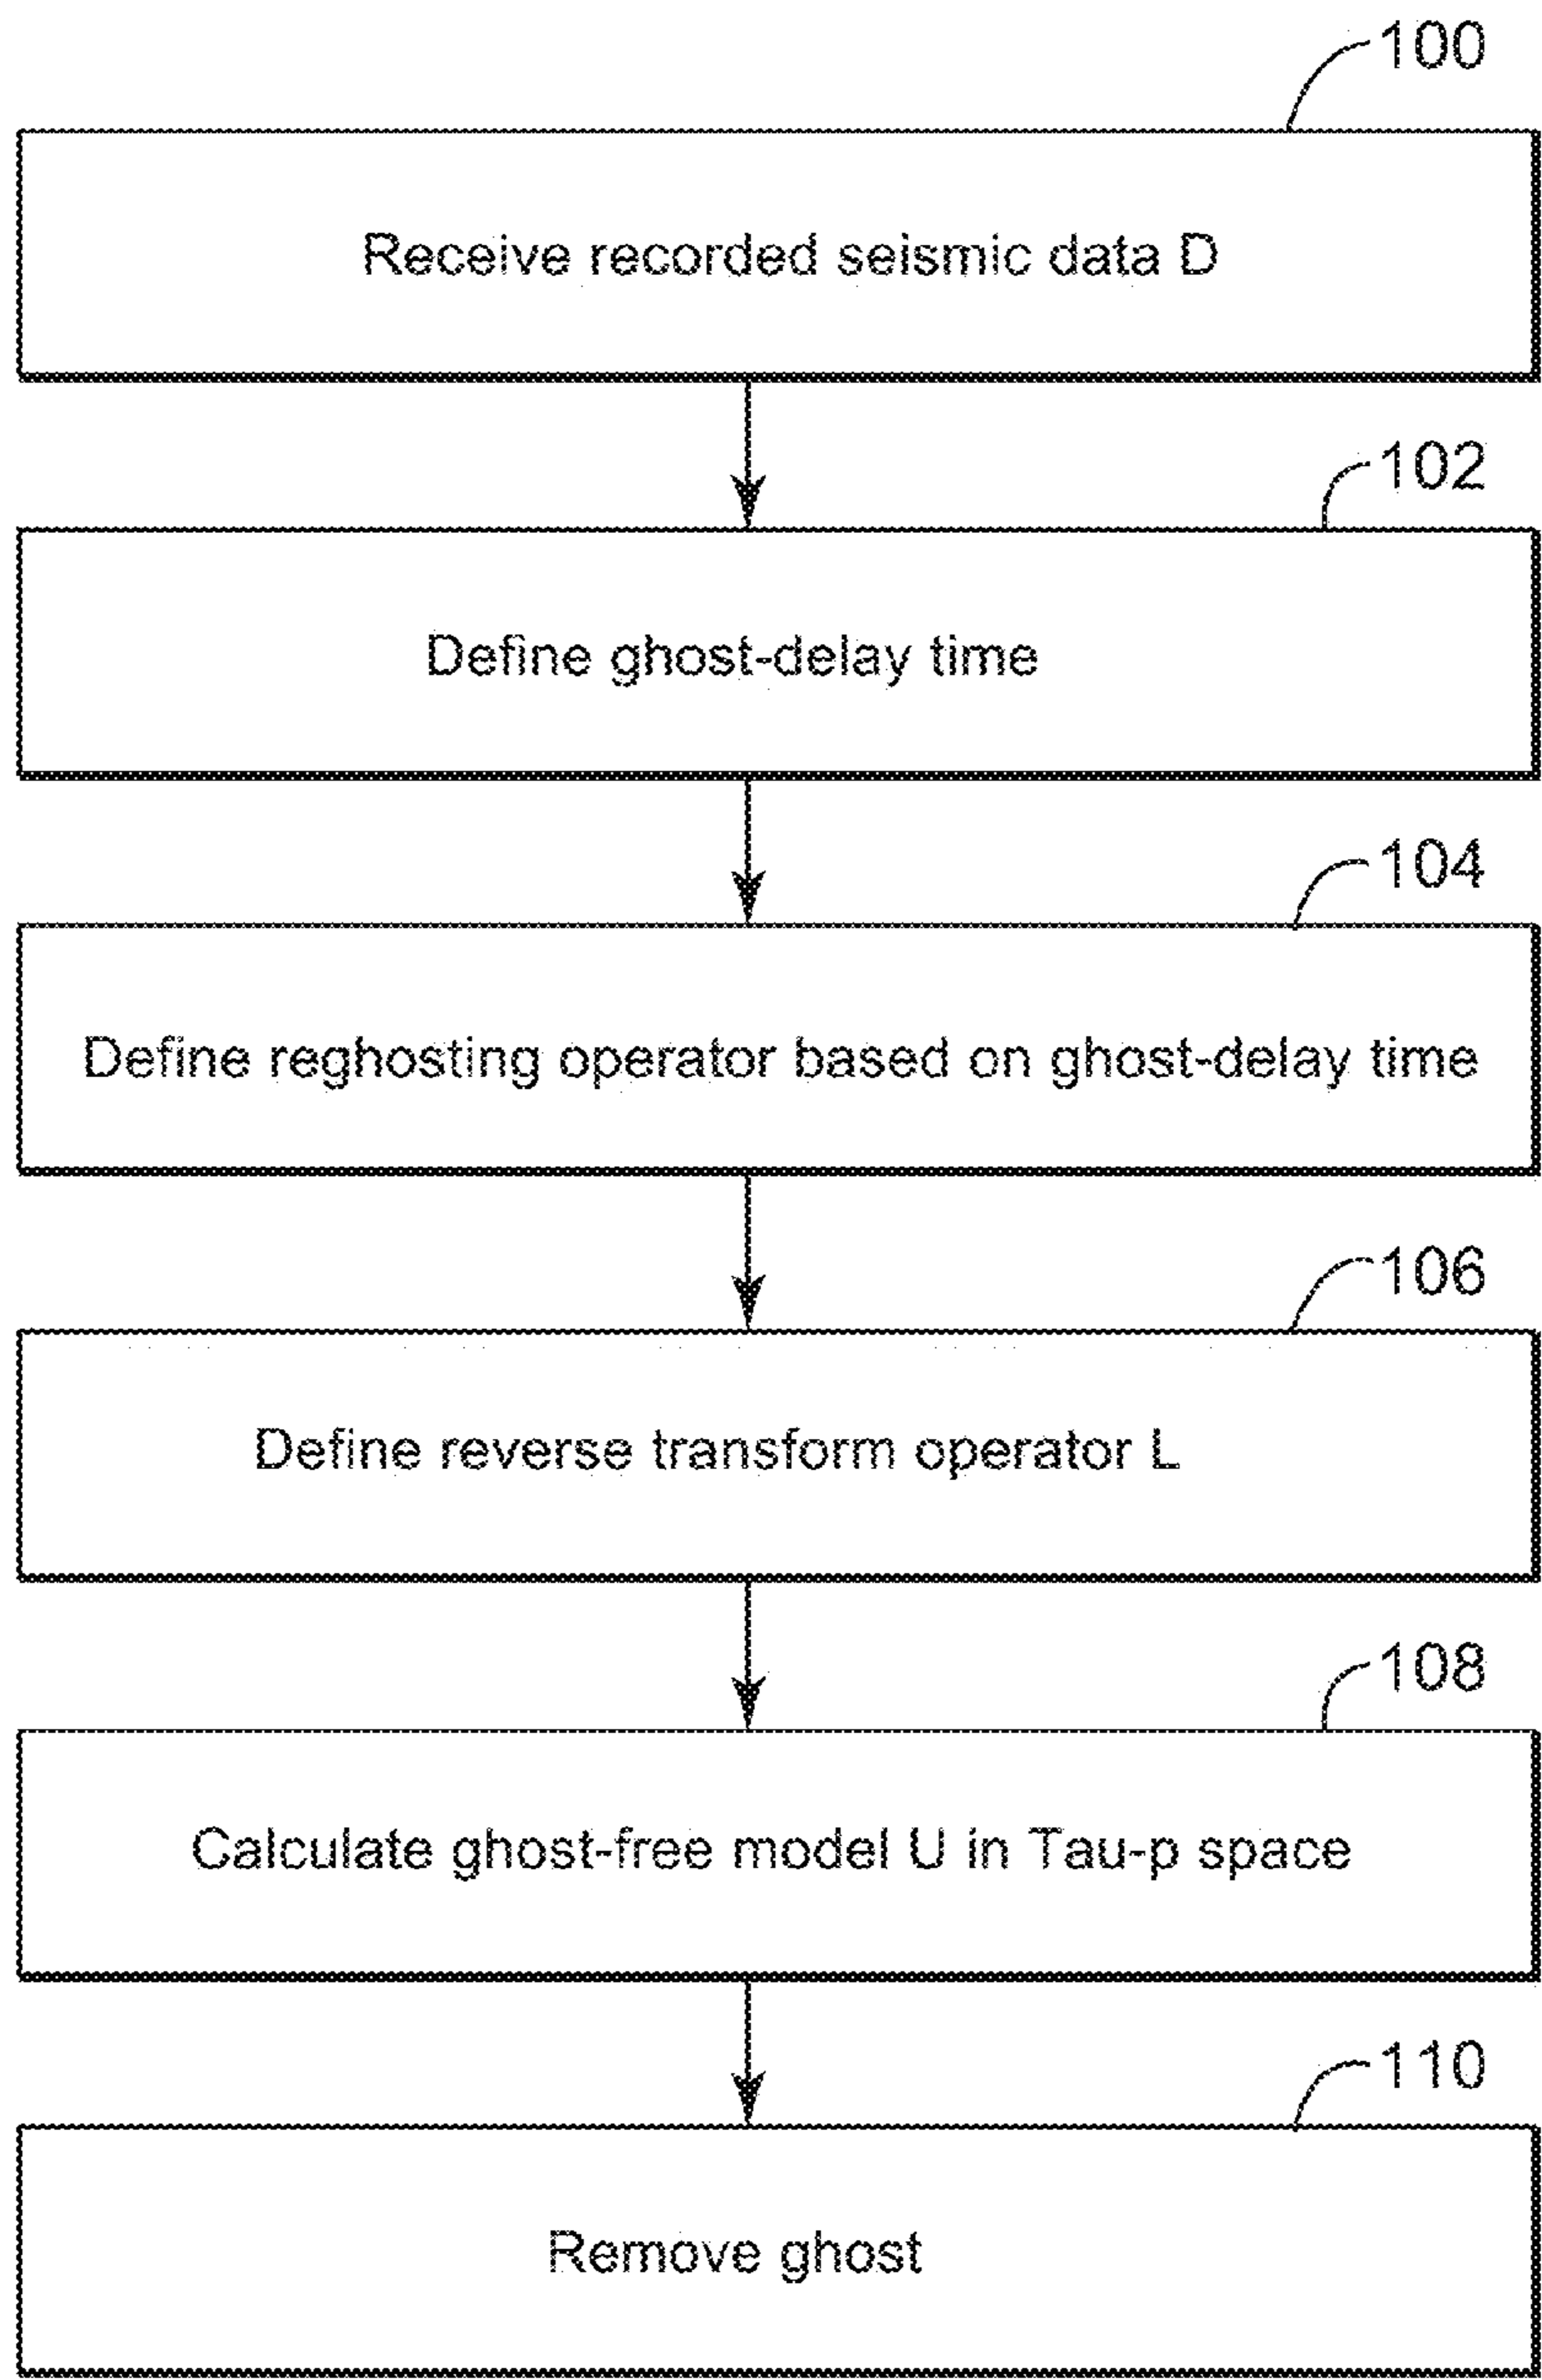 100
Receive recorded seismic data D
102
Define ghost-delay time
104
Define reghosting operator based on ghost-delay time
106
Define reverse transform operator L
108
Calculate ghost-free model U in Tau-p space
110
Remove ghost